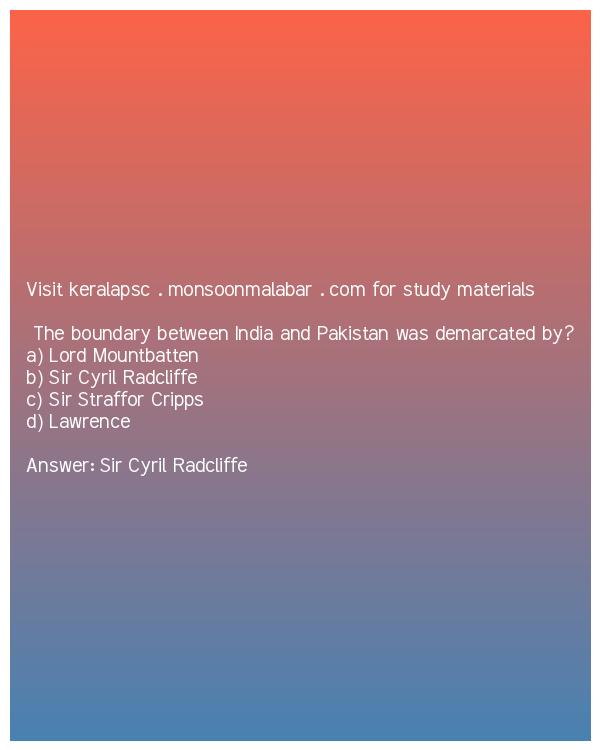 Visit keralapsc .monsoonmalabar .com for study materials
The boundary between India and Pakistan was demarcated by?
a) Lord Mountbatten
b) Sir Cyril Radcliffe
c) Sir Straffor Cripps
d) Lawrence
Answer: Sir Cyril Radcliffe